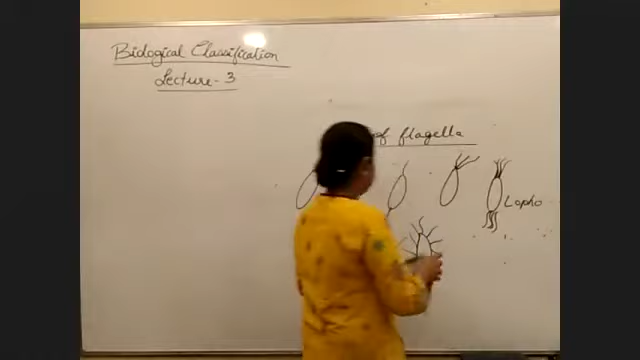 Biological Classification
Lecture - 3
of flagella
Lopho